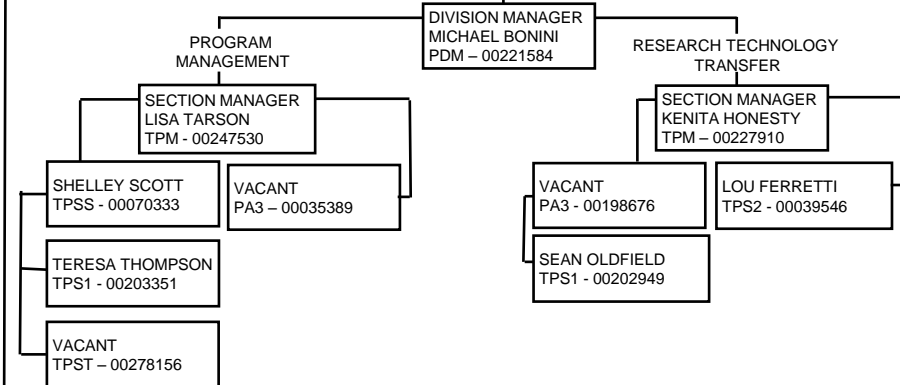 DIVISION MANAGER
MICHAEL BONINI
PDM – 00221584
PROGRAM
MANAGEMENT
RESEARCH TECHNOLOGY
TRANSFER
SECTION MANAGER
LISA TARSON
TPM - 00247530
SECTION MANAGER
KENITA HONESTY
TPM – 00227910
SHELLEY SCOTT
TPSS - 00070333
VACANT
PA3 – 00035389
VACANT
PA3 - 00198676
LOU FERRETTI
TPS2 - 00039546
TERESA THOMPSON
TPS1 - 00203351
SEAN OLDFIELD
TPS1 - 00202949
VACANT
TPST – 00278156